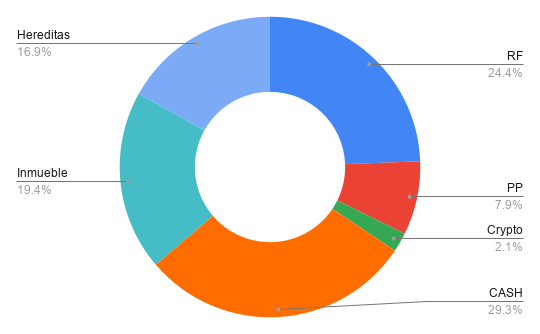 Hereditas
16.9%
RF
24.4%
Inmueble
19.4%
PP
7.9%
Crypto
2.1%
CASH
29.3%